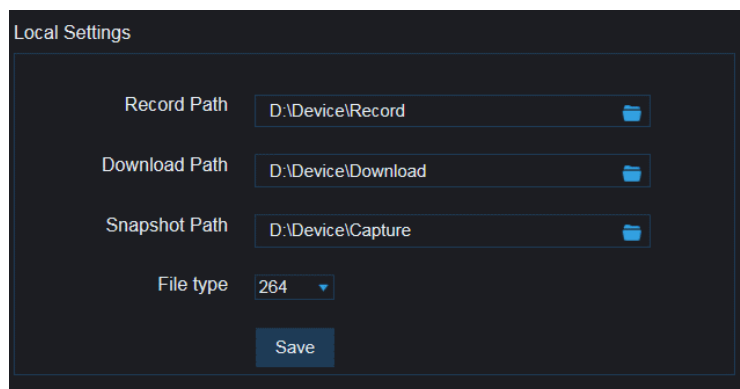 Local Settings
Record Path D:\Device\Record
Download Path D:\Device\Download
Snapshot Path D:\Device\Capture
File type 264
Save